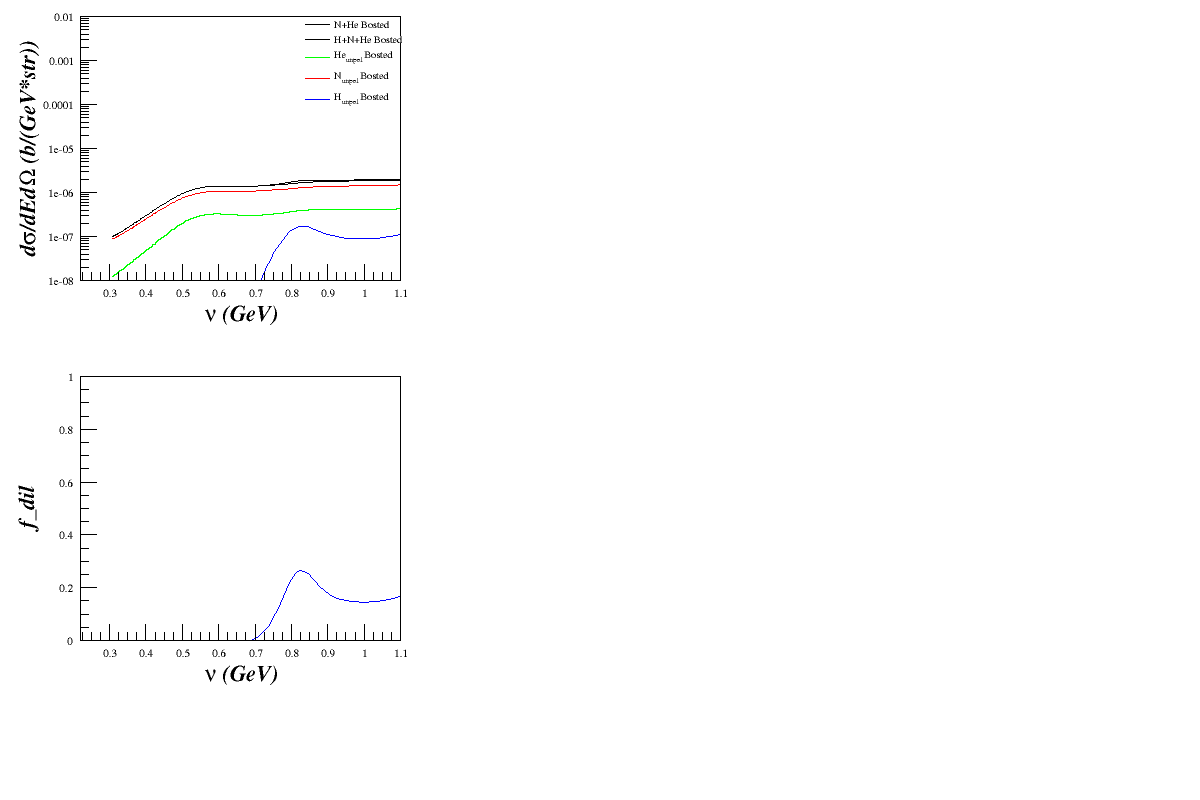 0.01
0.001
0.0001
1e-05
1e-06
1e-07
1e-08
dσ/dEdΩ (b/(GeV*str))
N+He Bosted
H+N+He Bosted
He unpol Bosted
N unpol Bosted
H unpol Bosted
0.3 0.4 0.5 0.6 0.7 0.8 0.9 1 1.1
ν (GeV)
1
0.8
0.6
0.4
0.2
0
f_dil
0.3 0.4 0.5 0.6 0.7 0.8 0.9 1 1.1
ν (GeV)